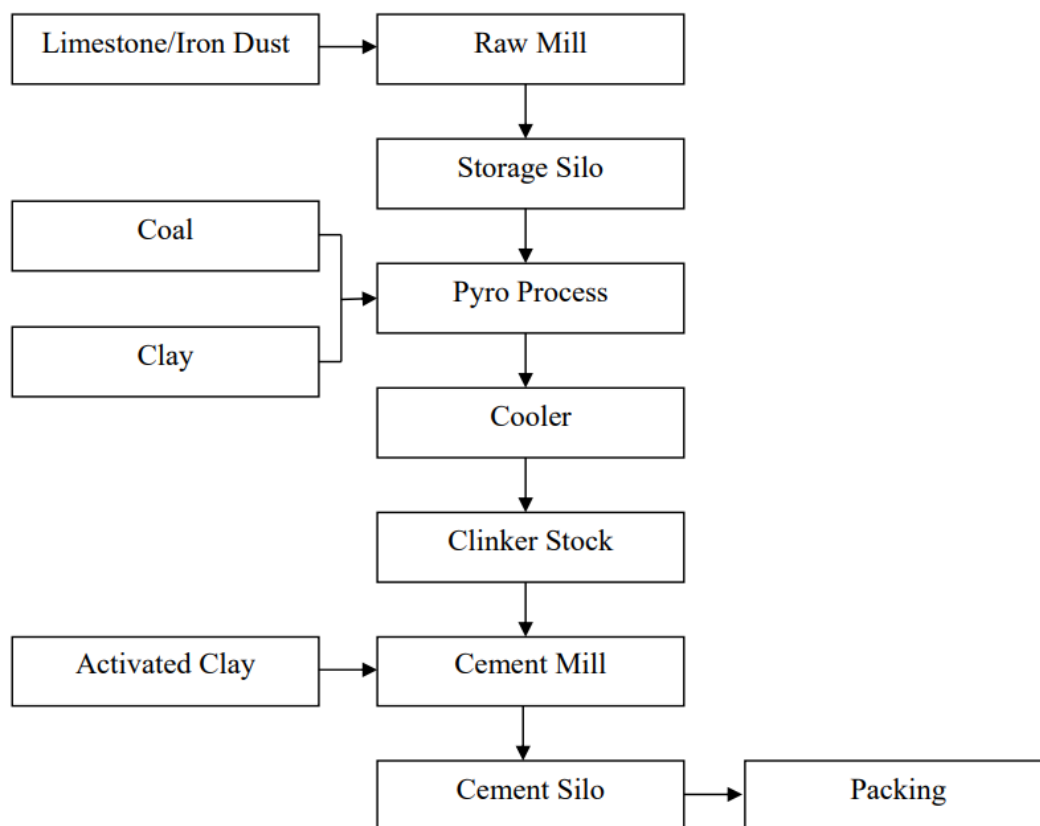 Limestone/Iron Dust
Raw Mill
Storage Silo
Coal
Pyro Process
Clay
Cooler
Clinker Stock
Activated Clay
Cement Mill
Cement Silo
Packing